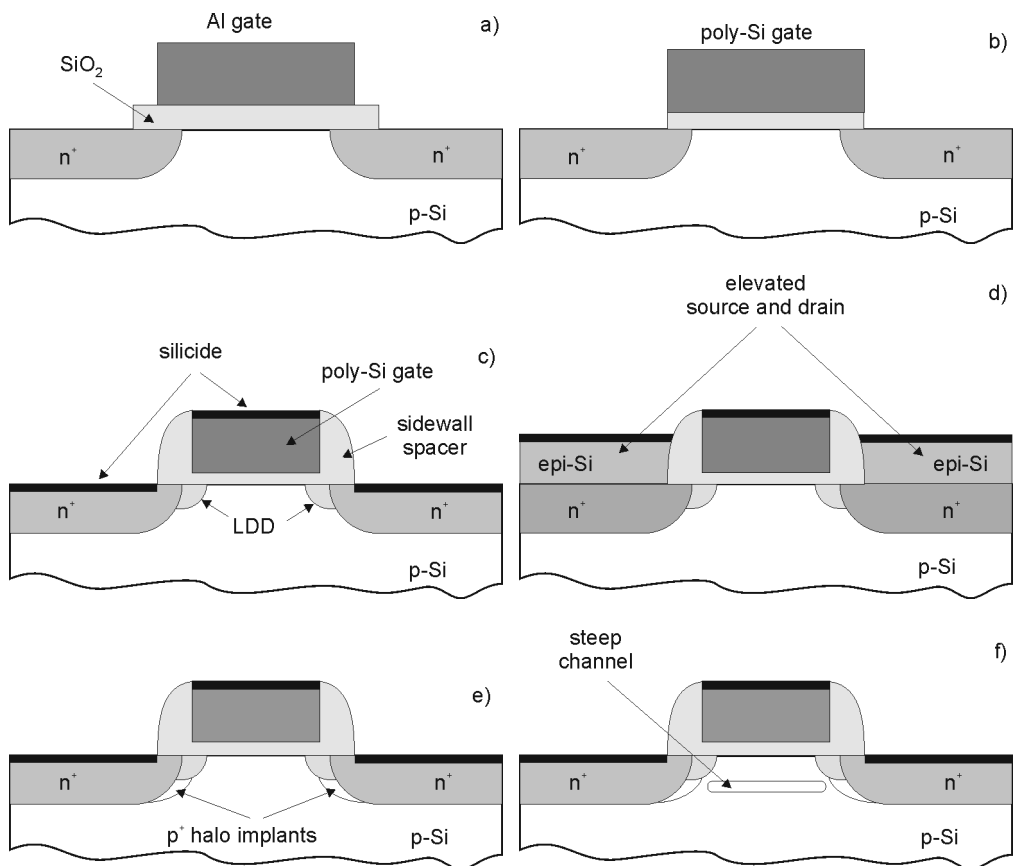 Al gate
a)
SiO₂
n⁺
n⁺
p-Si
poly-Si gate
b)
n⁺
n⁺
p-Si
silicide
c)
poly-Si gate
sidewall
spacer
n⁺
LDD
n⁺
p-Si
elevated
source and drain
d)
epi-Si
epi-Si
n⁺
n⁺
p-Si
e)
n⁺
n⁺
p⁺ halo implants
p-Si
steep
channel
f)
n⁺
n⁺
p-Si